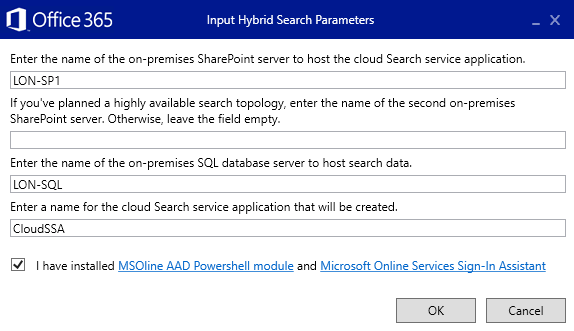 Office 365
Input Hybrid Search Parameters
Enter the name of the on-premises SharePoint server to host the cloud Search service application.
LON-SP1
If you've planned a highly available search topology, enter the name of the second on-premises
SharePoint server. Otherwise, leave the field empty.
Enter the name of the on-premises SQL database server to host search data.
LON-SQL
Enter a name for the cloud Search service application that will be created.
CloudSSA
I have installed MSOline AAD Powershell module and Microsoft Online Services Sign-In Assistant
OK
Cancel